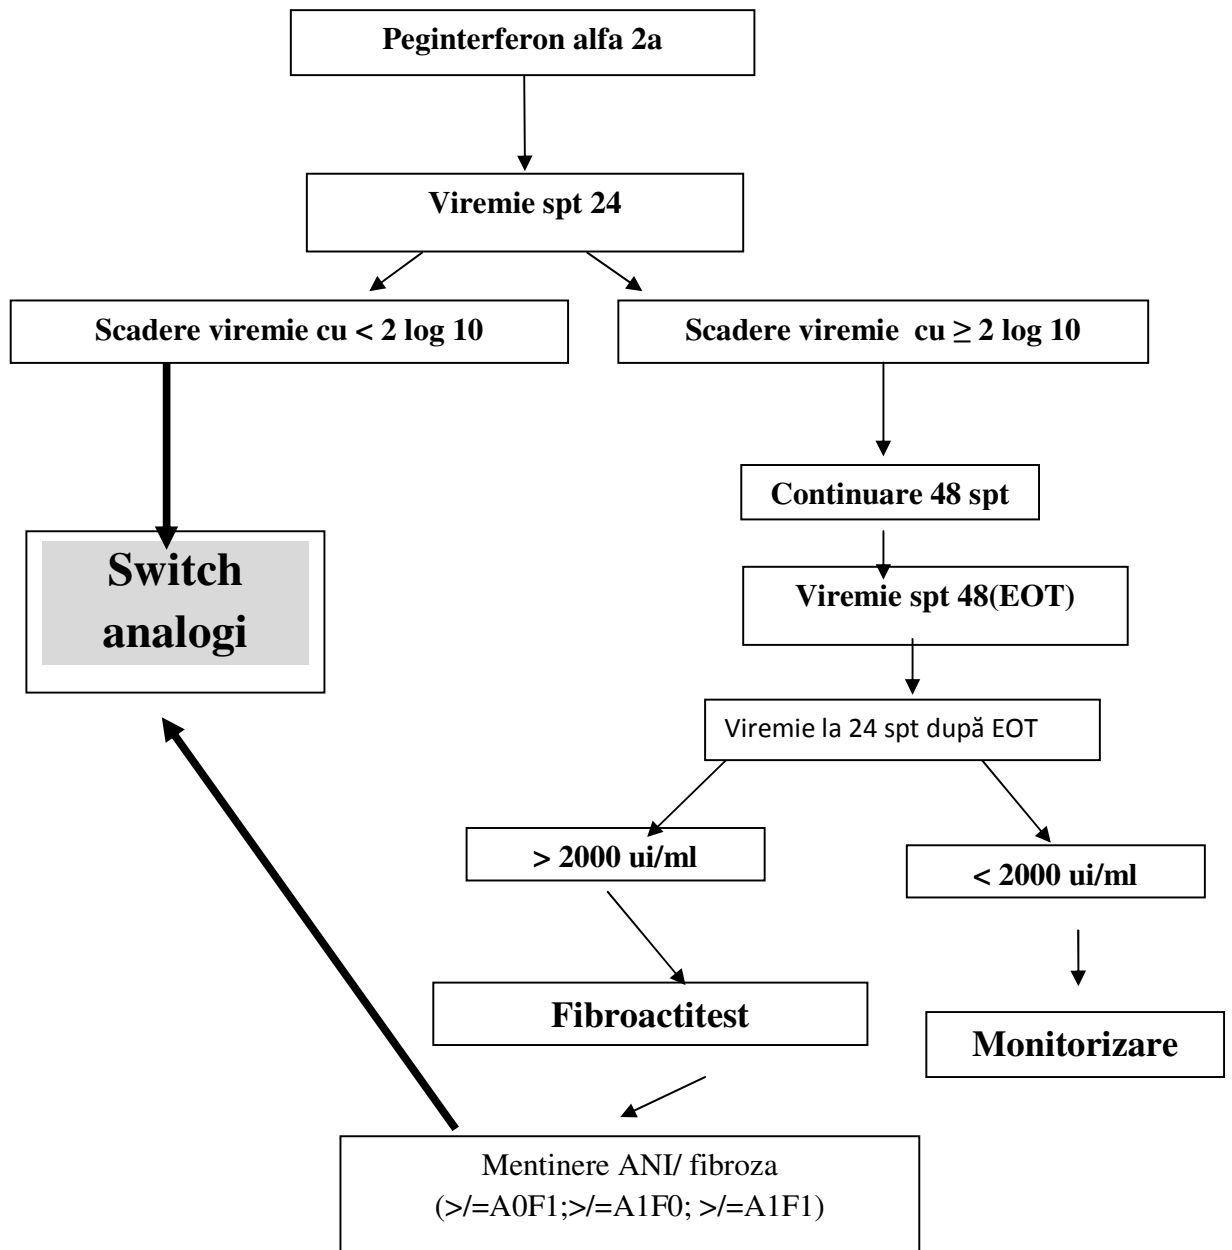 Peginterferon alfa 2a
Viremie spt 24
Scadere viremie cu < 2 log 10
Scadere viremie cu ≥ 2 log 10
Continuare 48 spt
Switch
analogi
Viremie spt 48(EOT)
Viremie la 24 spt după EOT
> 2000 ui/ml
< 2000 ui/ml
Fibroactitest
Monitorizare
Mentinere ANI/ fibroza
(>/=A0F1;>/=A1F0; >/=A1F1)